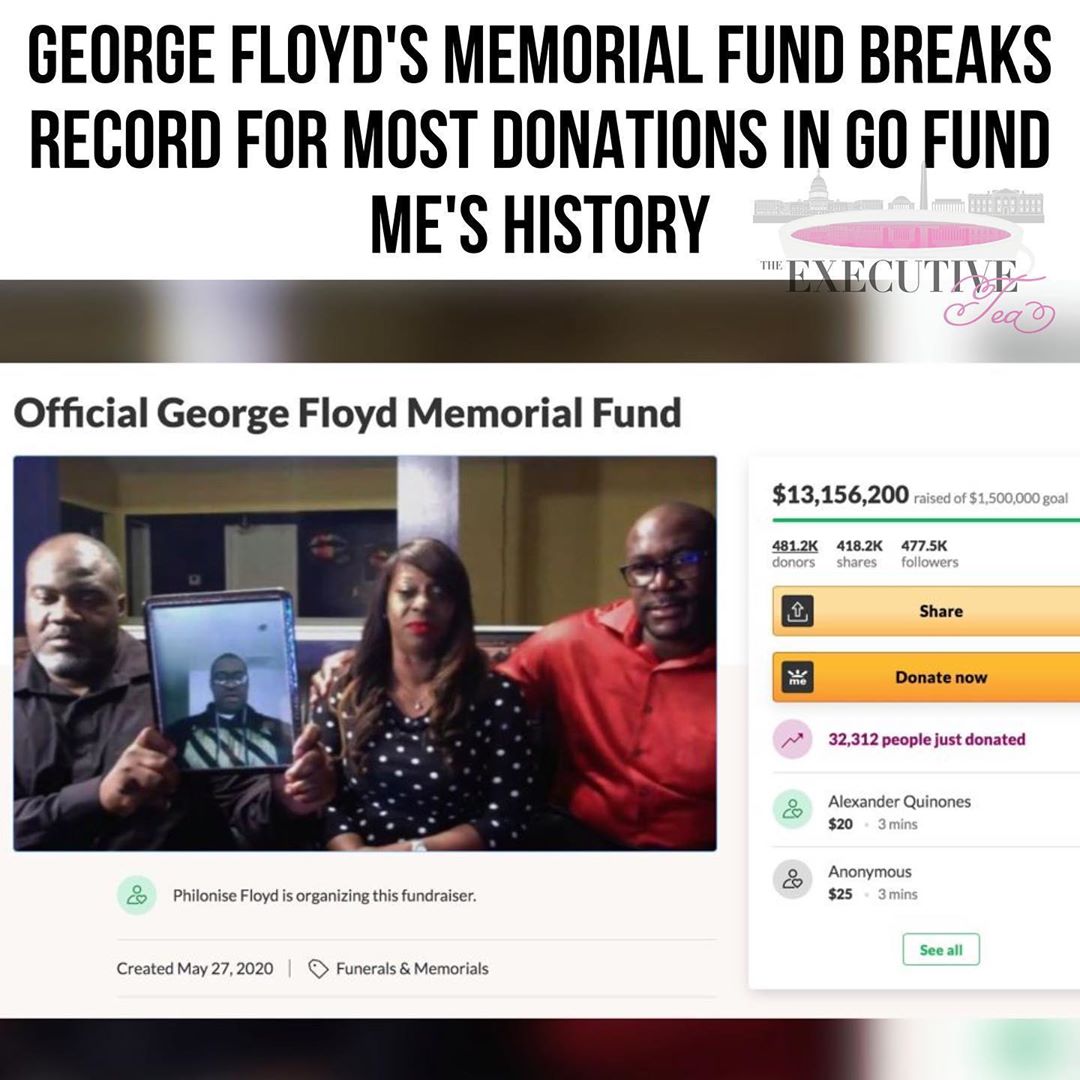 GEORGE FLOYD'S MEMORIAL FUND BREAKS
RECORD FOR MOST DONATIONS IN GO FUND
ME'S HISTORY
THE EXECUTIVE
Tea
Official George Floyd Memorial Fund
$13,156,200 raised of $1,500,000 goal
481.2K 418.2K 477.5K
donors shares followers
Share
me Donate now
32,312 people just donated
Alexander Quinones
$20 • 3 mins
Anonymous
$25 • 3 mins
See all
Philonise Floyd is organizing this fundraiser.
Created May 27, 2020 | Funerals & Memorials